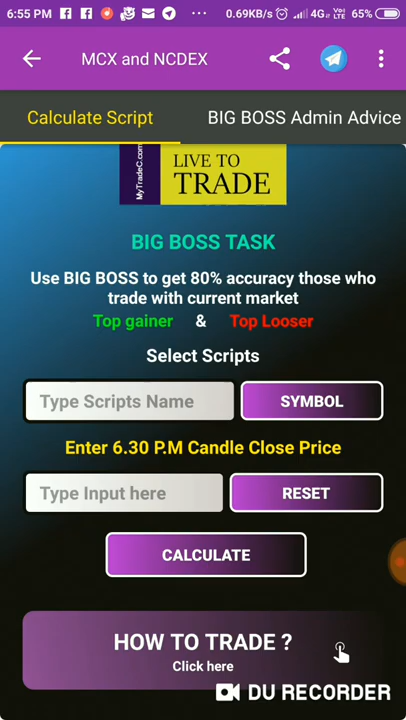 6:55 PM 0.69KB/s 4G VoLTE 65%
MCX and NCDEX
Calculate Script BIG BOSS Admin Advice
MyTradeC.com
LIVE TO
TRADE
BIG BOSS TASK
Use BIG BOSS to get 80% accuracy those who
trade with current market
Top gainer & Top Looser
Select Scripts
Type Scripts Name SYMBOL
Enter 6.30 P.M Candle Close Price
Type Input here RESET
CALCULATE
HOW TO TRADE ?
Click here
DU RECORDER